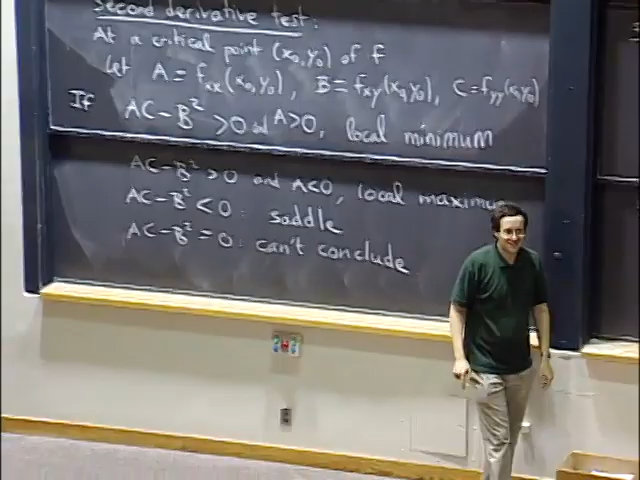 Second derivative test:
At a critical point (x₀,y₀) of f
let A = fxx(x₀,y₀), B = fxy(x₀,y₀), C = fyy(x₀,y₀)
If AC-B² >0 and A>0, local minimum
AC-B² >0 and A<0, local maximum
AC-B² <0: saddle
AC-B² = 0: can't conclude